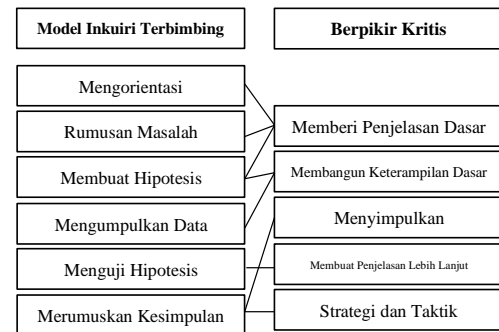 Model Inkuiri Terbimbing
Berpikir Kritis
Mengorientasi
Rumusan Masalah
Membuat Hipotesis
Mengumpulkan Data
Menguji Hipotesis
Merumuskan Kesimpulan
Memberi Penjelasan Dasar
Membangun Keterampilan Dasar
Menyimpulkan
Membuat Penjelasan Lebih Lanjut
Strategi dan Taktik